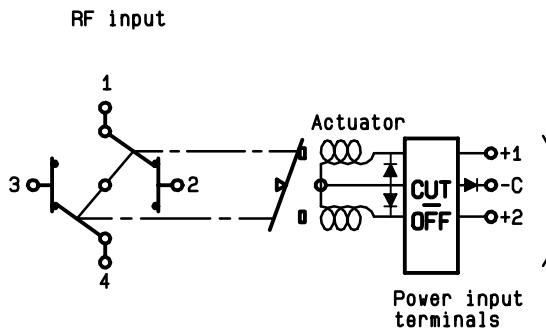 RF input
1
Actuator
+1
3
2
CUT
OFF
-C
+2
4
Power input
terminals